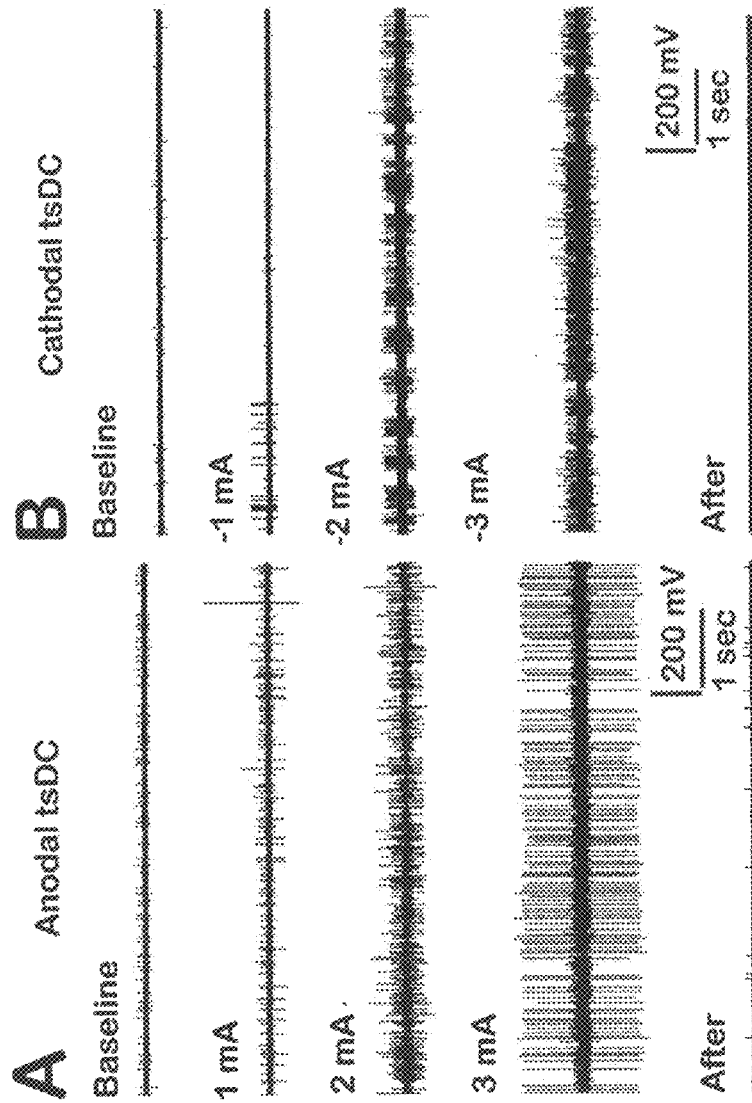 A
Anodal tsDC
Baseline
1 mA
2 mA
3 mA
After
200 mV
1 sec
B
Cathodal tsDC
Baseline
-1 mA
-2 mA
-3 mA
After
200 mV
1 sec